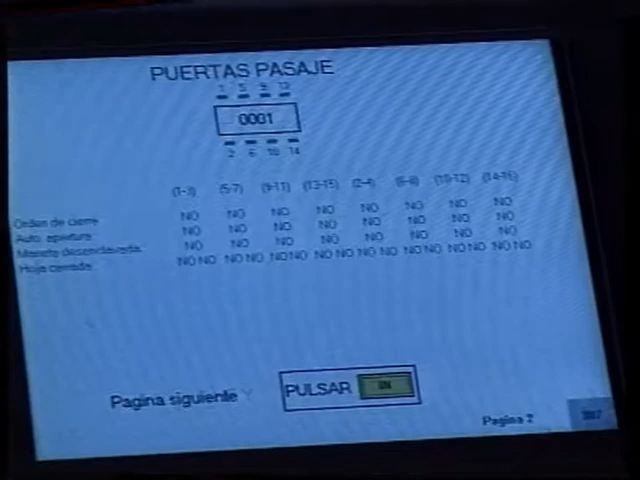 PUERTAS PASAJE
1 5 9 13
0001
2 6 10 14
(1-3) (5-7) (9-11) (13-15) (2-4) (6-8) (10-12) (14-16)
Orden de cierre NO NO NO NO NO NO NO NO
Auto. apertura NO NO NO NO NO NO NO NO
Maneta desenclavada NO NO NO NO NO NO NO NO
Hoja cerrada NO NO NO NO NO NO NO NO NO NO NO NO NO NO NO NO
Pagina siguiente PULSAR
Pagina 2